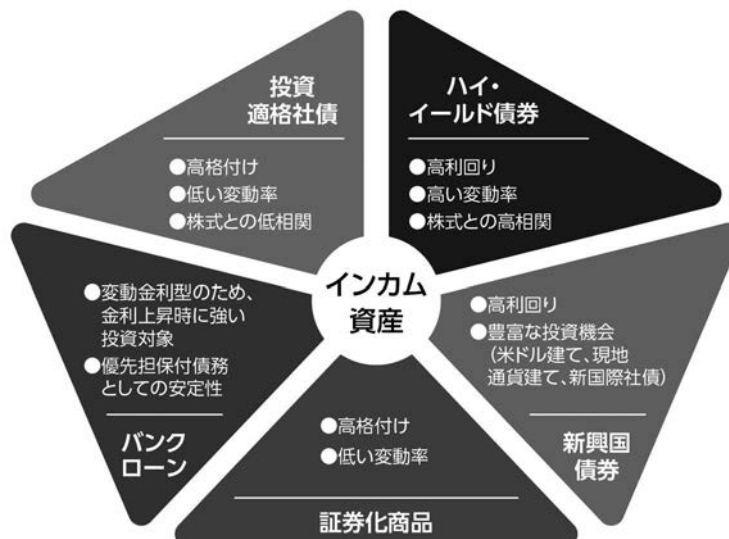 投資
適格社債
●高格付け
●低い変動率
●株式との低相関
ハイ・
イールド債券
●高利回り
●高い変動率
●株式との高相関
インカム
資産
●変動金利型のため、
金利上昇時に強い
投資対象
●優先担保付債務
としての安定性
バンク
ローン
●高利回り
●豊富な投資機会
(米ドル建て、現地
通貨建て、新国際社債)
新興国
債券
●高格付け
●低い変動率
証券化商品